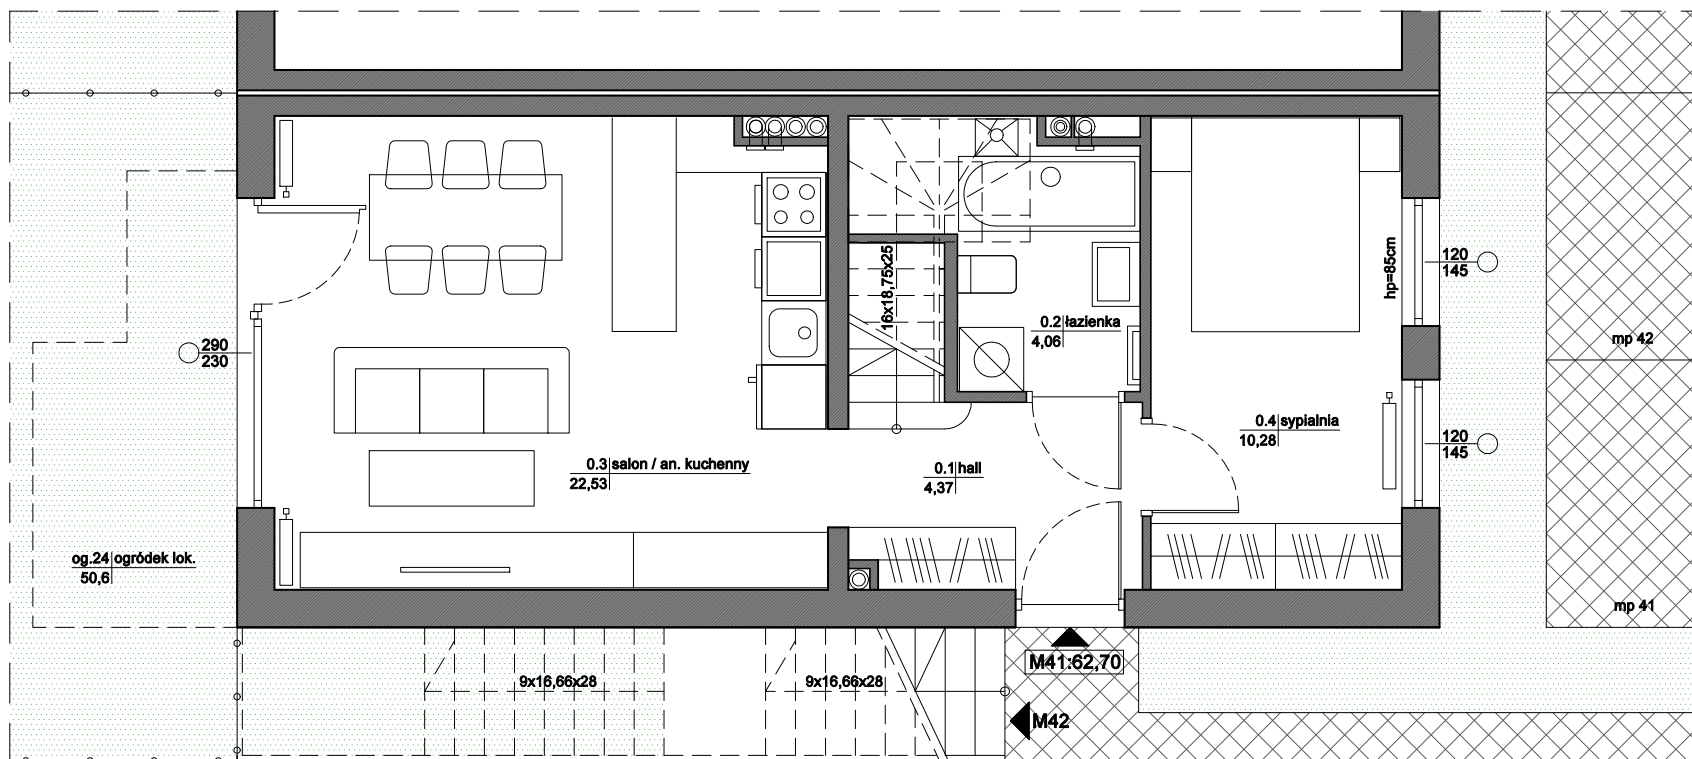 16x18,75x25
0.2 łazienka
4,06
hp=85cm
120
145
mp 42
290
230
0.4 sypialnia
10,28
120
145
0.3 salon / an. kuchenny
22,53
0.1 hall
4,37
og.24 ogródek lok.
50,6
mp 41
M41:62,70
9x16,66x28
9x16,66x28
M42